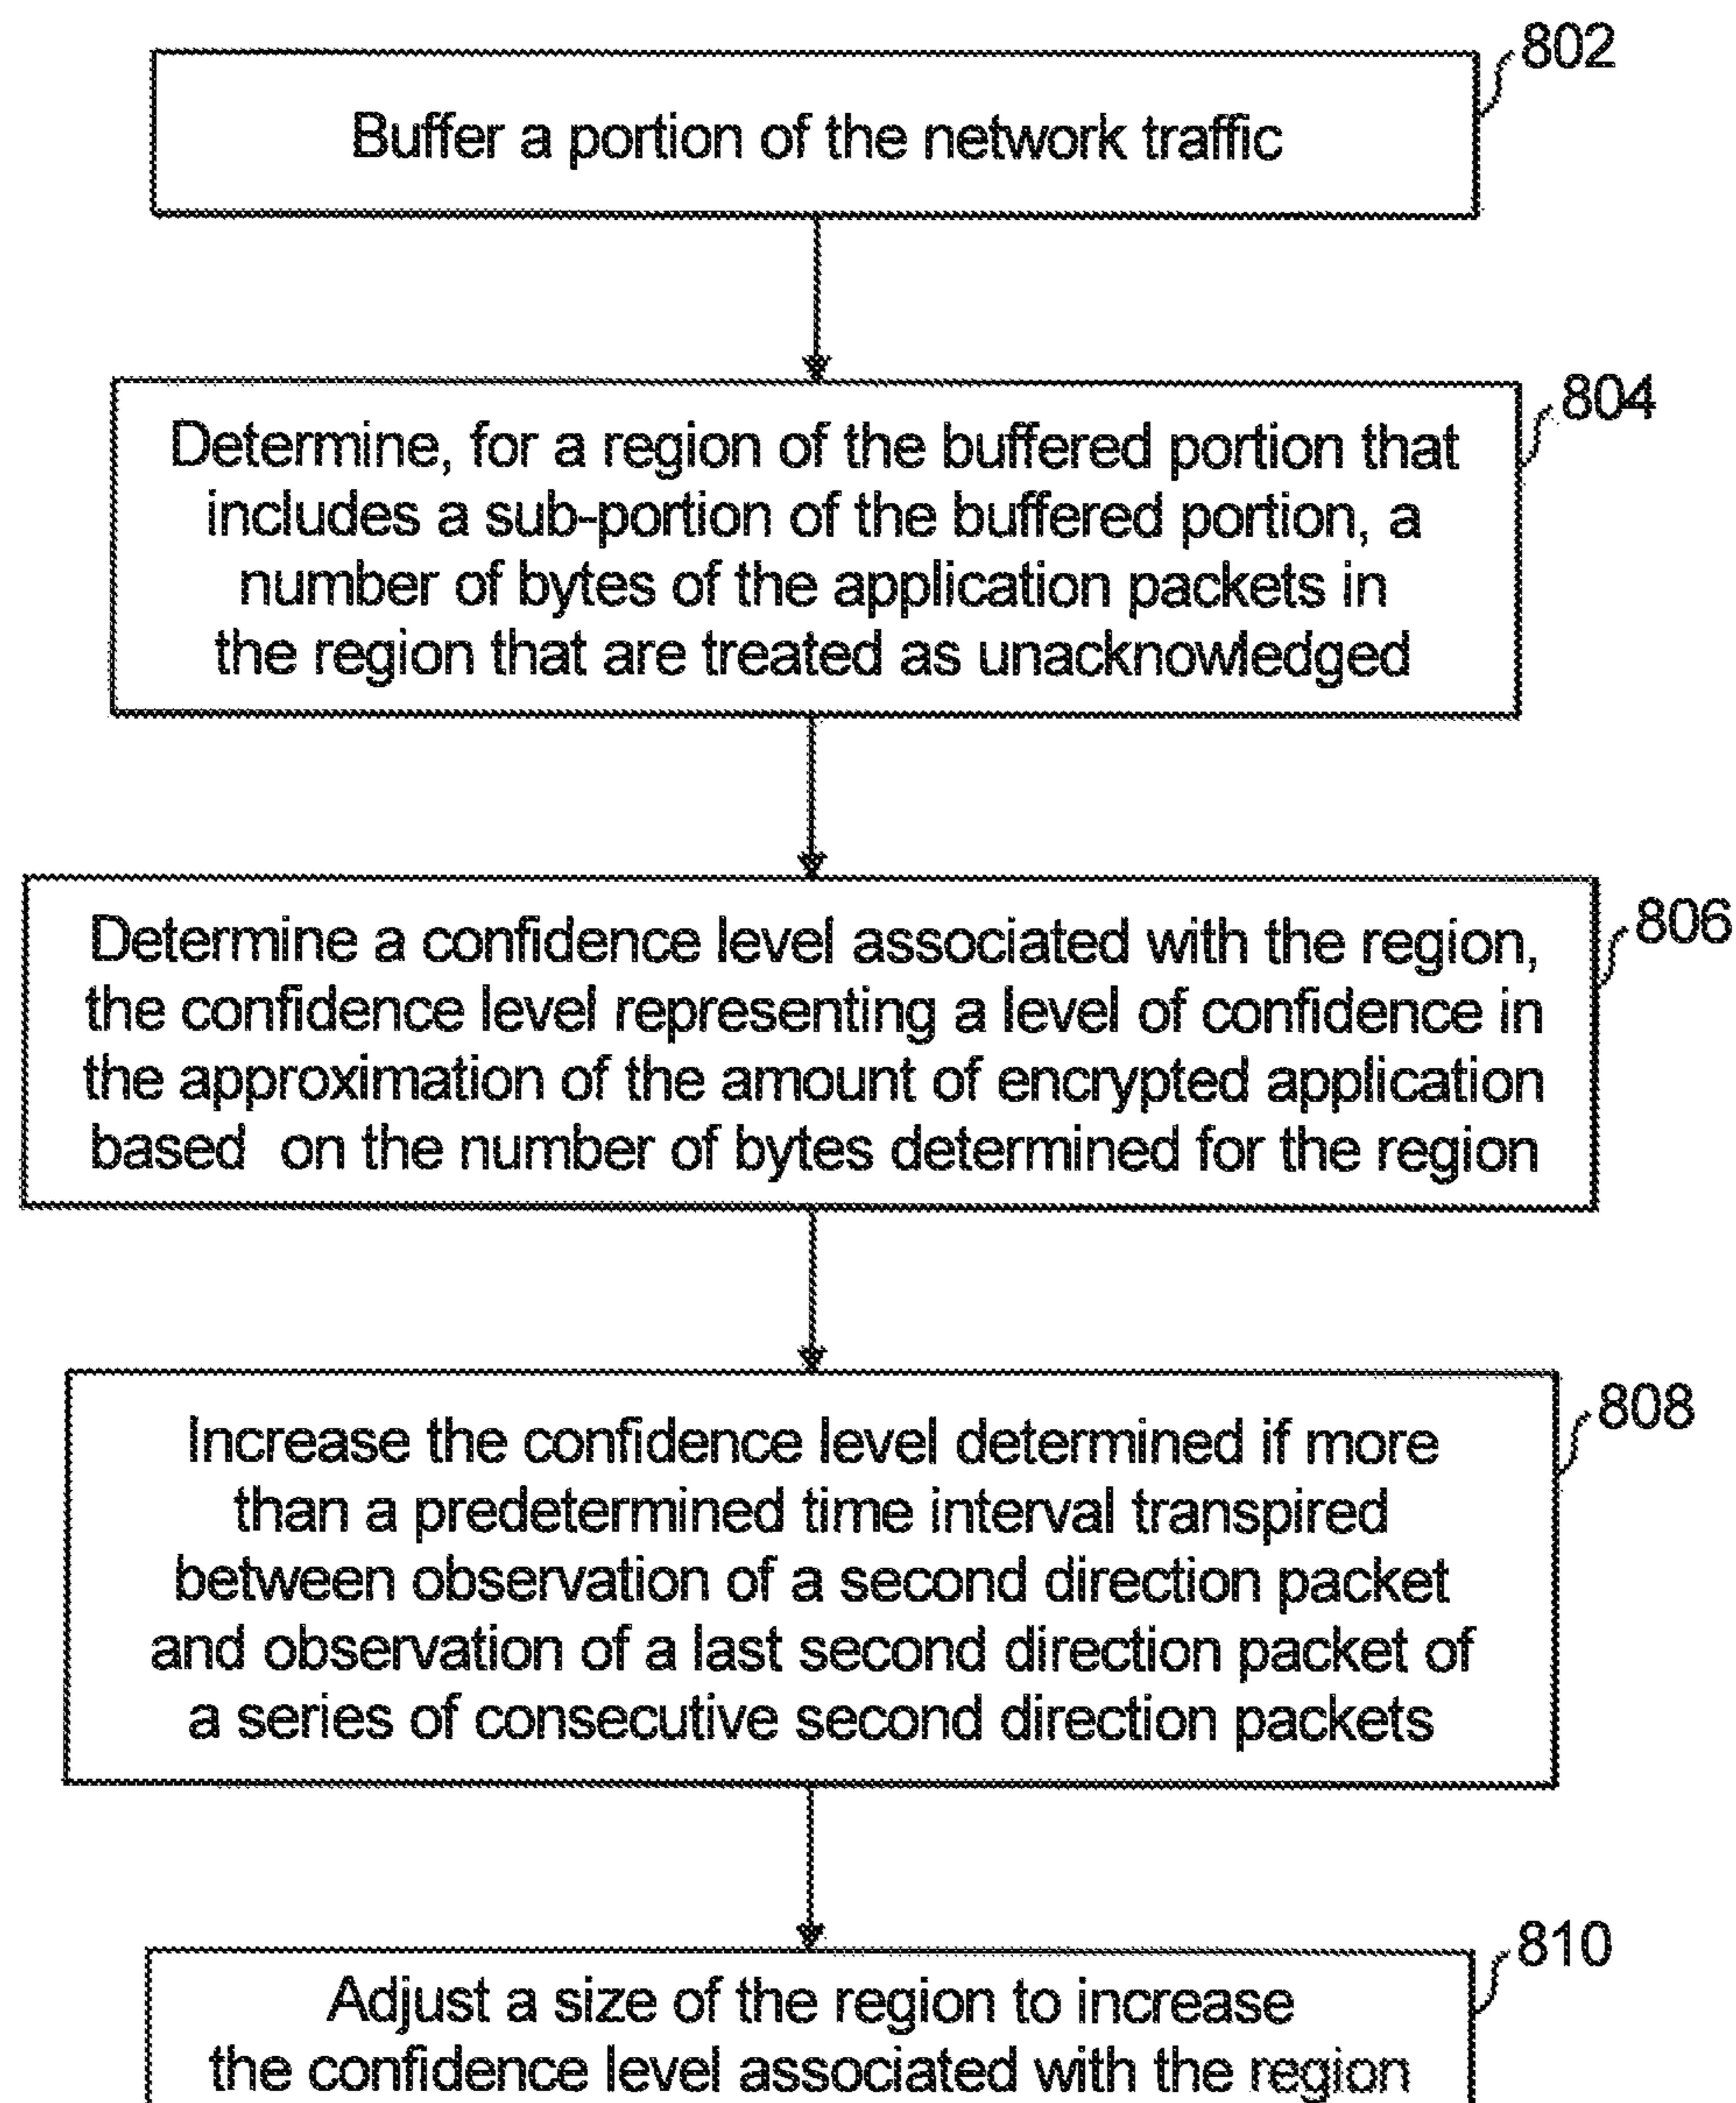 802
Buffer a portion of the network traffic
804
Determine, for a region of the buffered portion that
includes a sub-portion of the buffered portion, a
number of bytes of the application packets in
the region that are treated as unacknowledged
806
Determine a confidence level associated with the region,
the confidence level representing a level of confidence in
the approximation of the amount of encrypted application
based on the number of bytes determined for the region
808
Increase the confidence level determined if more
than a predetermined time interval transpired
between observation of a second direction packet
and observation of a last second direction packet of
a series of consecutive second direction packets
810
Adjust a size of the region to increase
the confidence level associated with the region